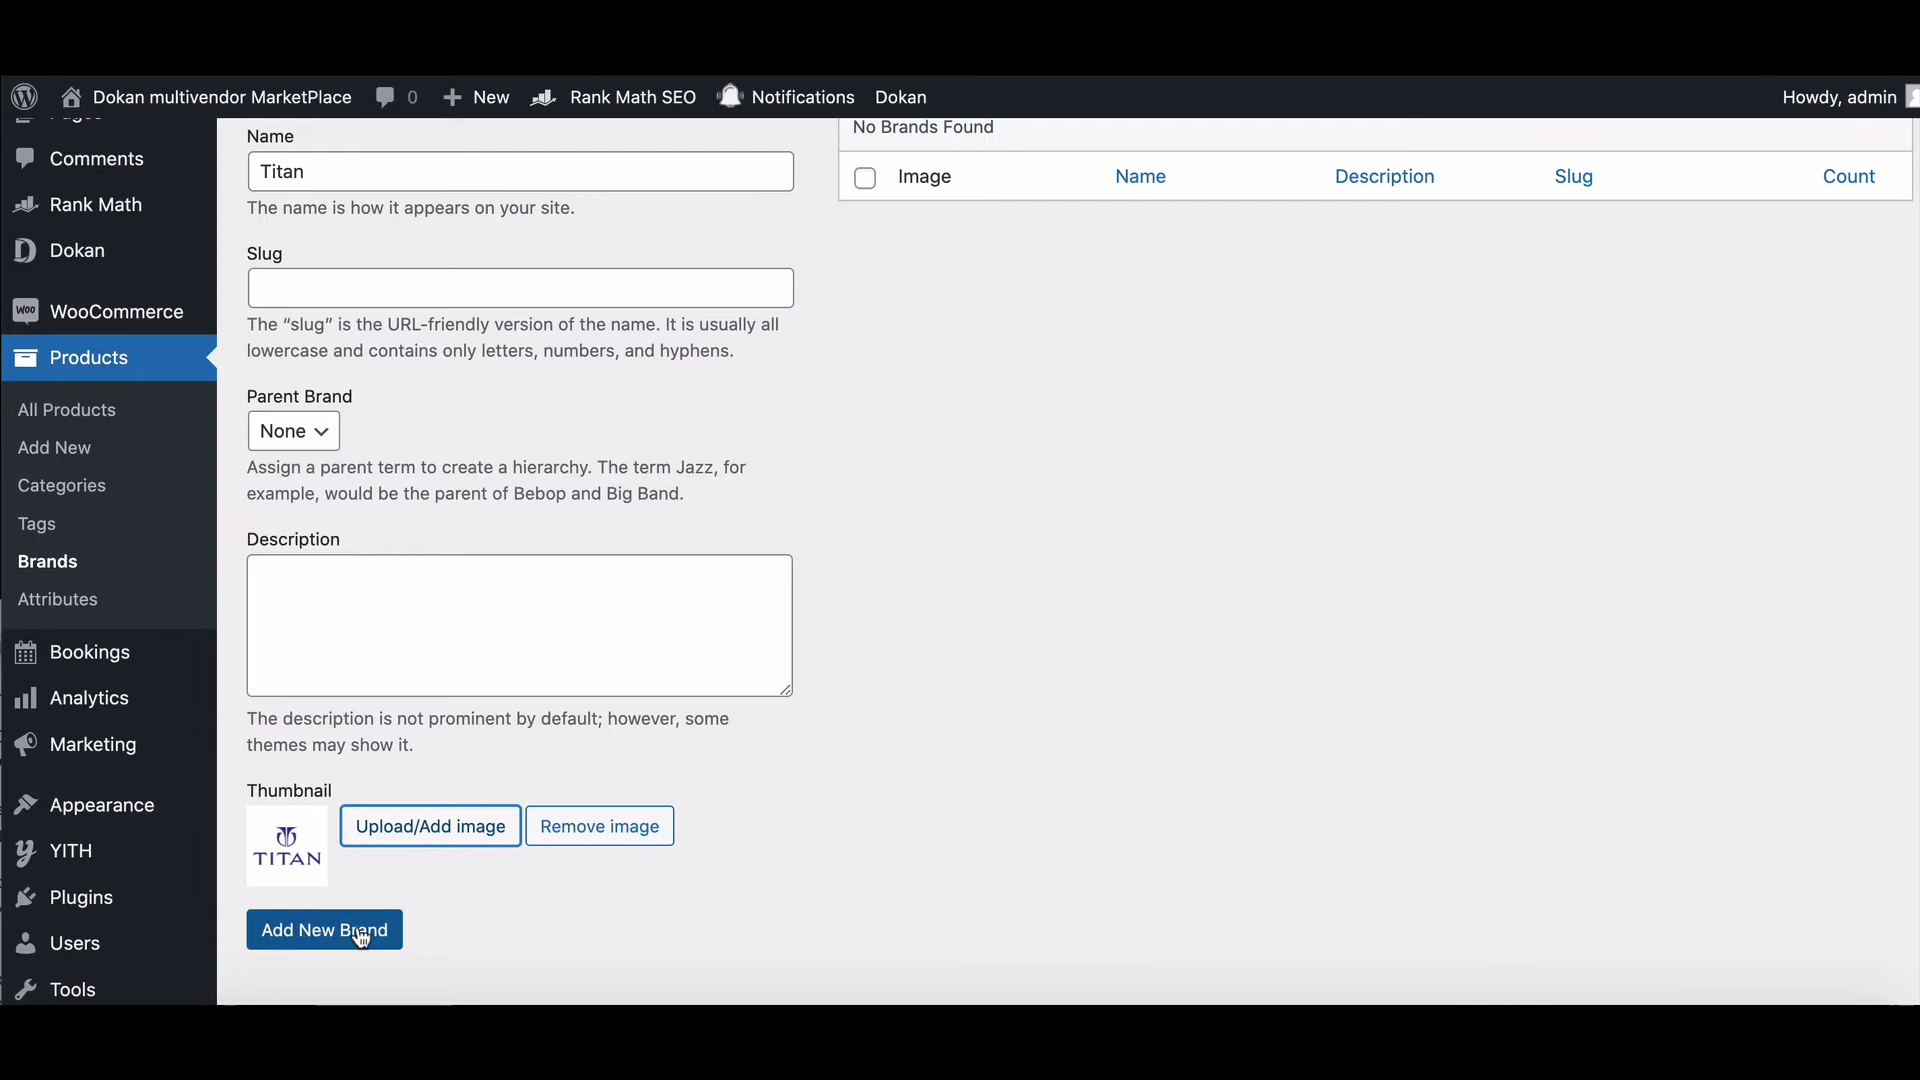 Dokan multivendor MarketPlace 0 New Rank Math SEO Notifications Dokan Howdy, admin
Pages
Comments
Rank Math
Dokan
WooCommerce
Products
All Products
Add New
Categories
Tags
Brands
Attributes
Bookings
Analytics
Marketing
Appearance
YITH
Plugins
Users
Tools
Name
Titan
The name is how it appears on your site.
Slug
The “slug” is the URL-friendly version of the name. It is usually all
lowercase and contains only letters, numbers, and hyphens.
Parent Brand
None
Assign a parent term to create a hierarchy. The term Jazz, for
example, would be the parent of Bebop and Big Band.
Description
The description is not prominent by default; however, some
themes may show it.
Thumbnail
TITAN
Upload/Add image Remove image
Add New Brand
No Brands Found
Image Name Description Slug Count